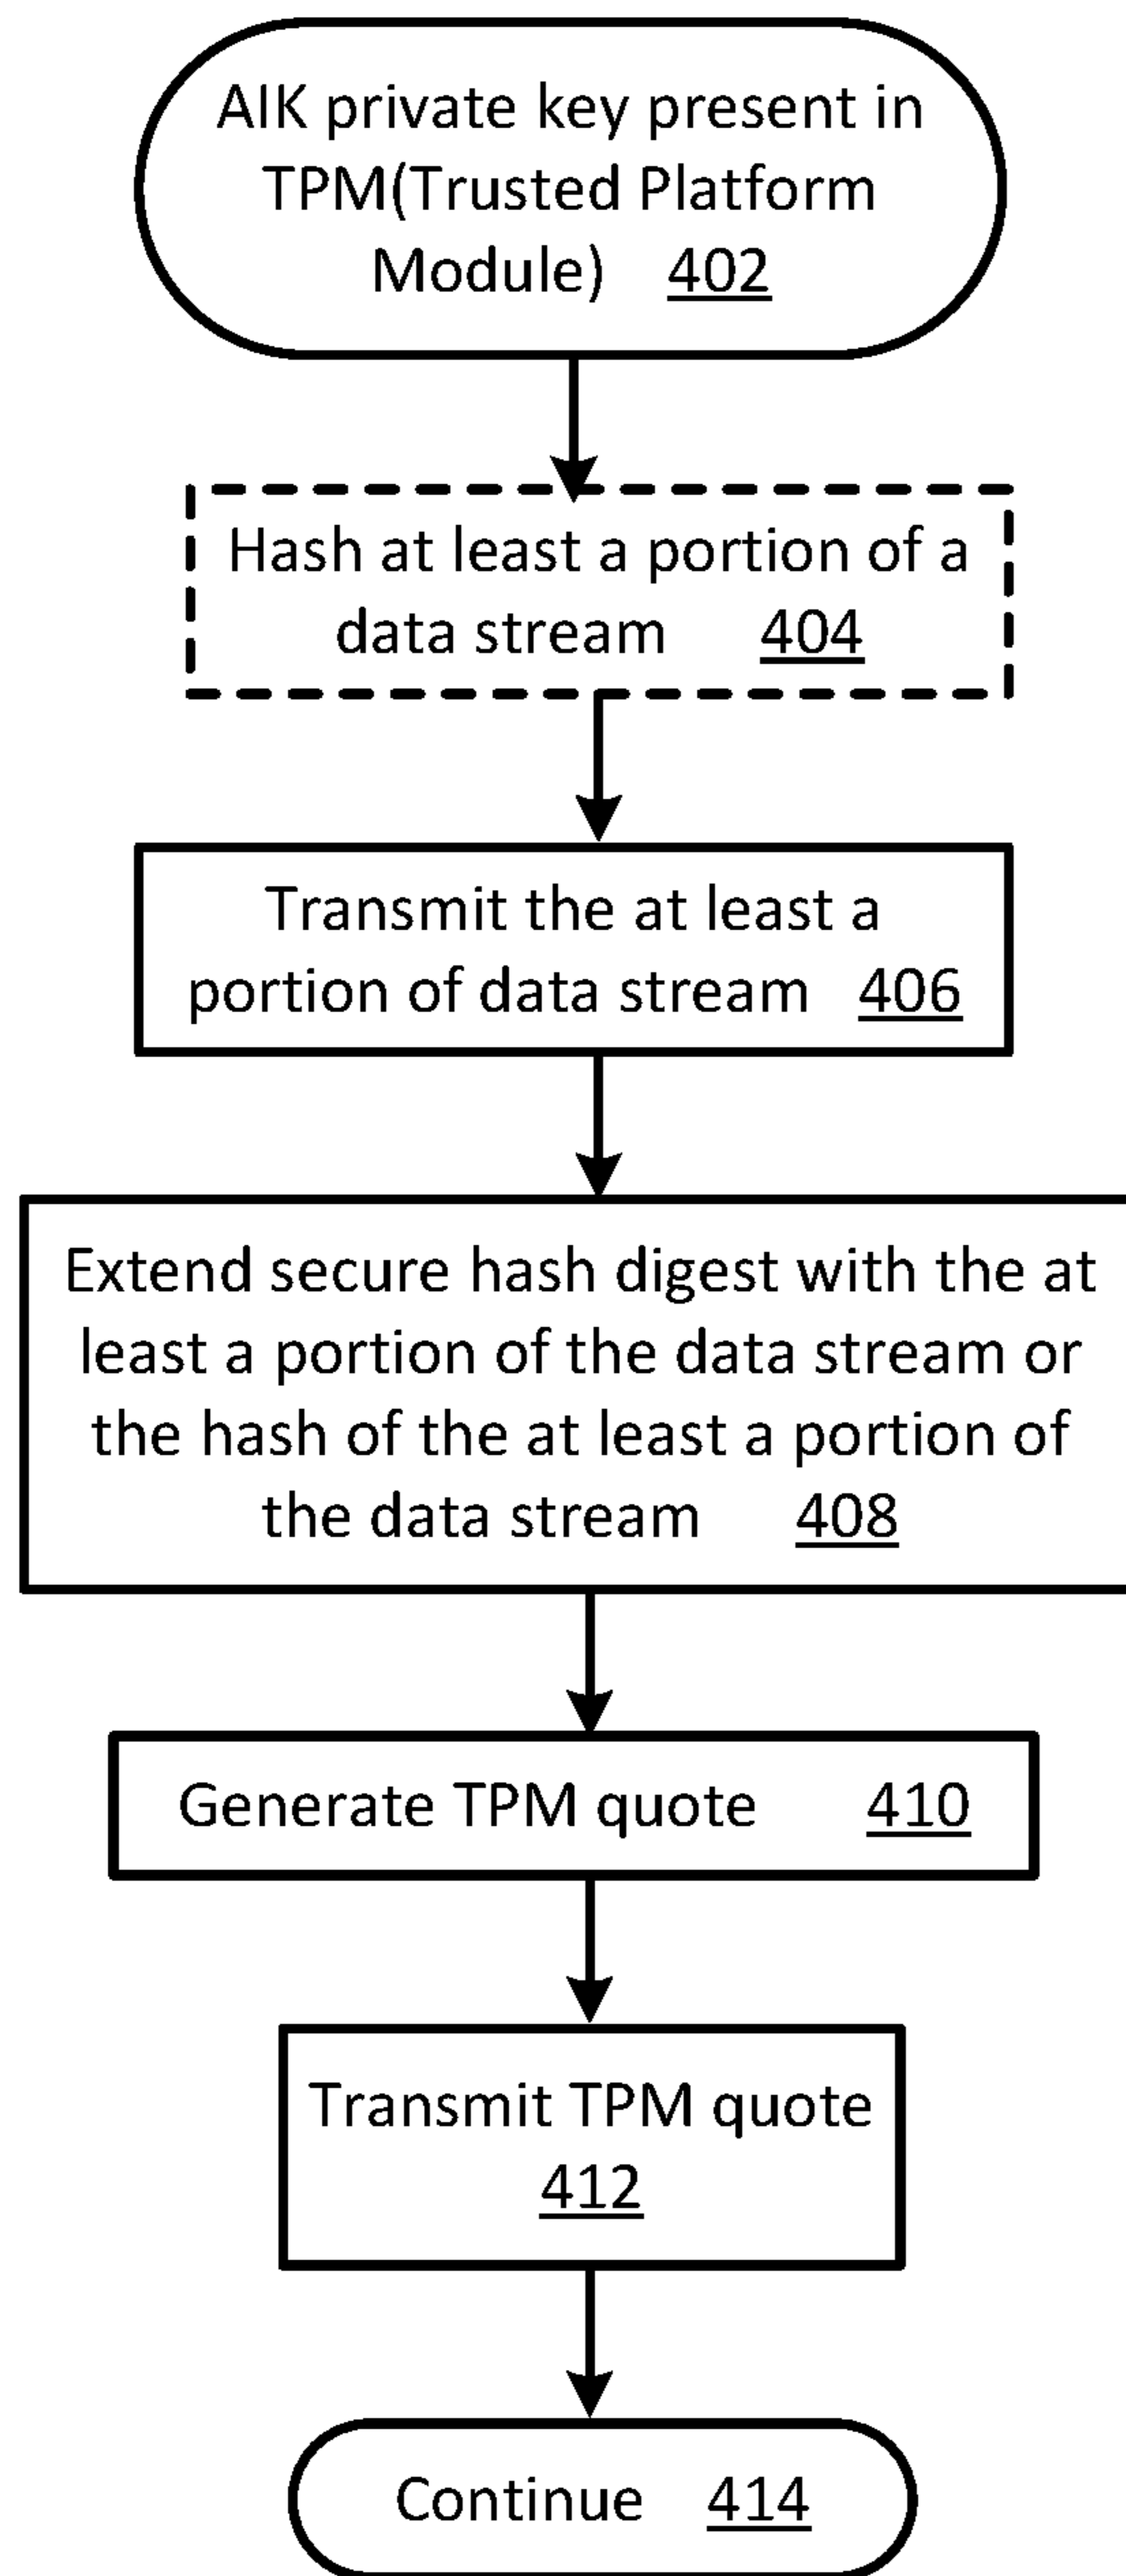 AIK private key present in
TPM(Trusted Platform
Module) 402
Hash at least a portion of a
data stream 404
Transmit the at least a
portion of data stream 406
Extend secure hash digest with the at
least a portion of the data stream or
the hash of the at least a portion of
the data stream 408
Generate TPM quote 410
Transmit TPM quote
412
Continue 414